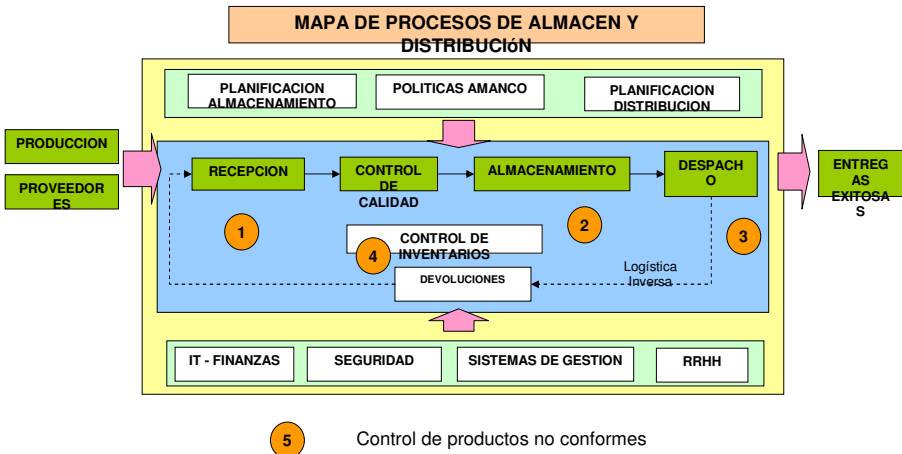 MAPA DE PROCESOS DE ALMACEN Y
DISTRIBUCIóN
PLANIFICACION
ALMACENAMIENTO
POLITICAS AMANCO
PLANIFICACION
DISTRIBUCION
PRODUCCION
PROVEEDOR
ES
RECEPCION
CONTROL
DE
CALIDAD
ALMACENAMIENTO
DESPACH
O
ENTREG
AS
EXITOSA
S
1
2
3
CONTROL DE
INVENTARIOS
4
DEVOLUCIONES
Logística
Inversa
IT - FINANZAS
SEGURIDAD
SISTEMAS DE GESTION
RRHH
5
Control de productos no conformes